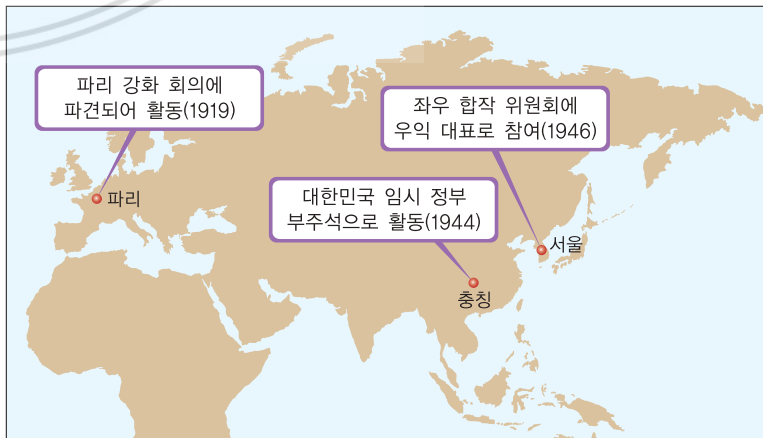 파리 강화 회의에
파견되어 활동(1919)
파리
좌우 합작 위원회에
우익 대표로 참여(1946)
서울
대한민국 임시 정부
부주석으로 활동(1944)
충칭